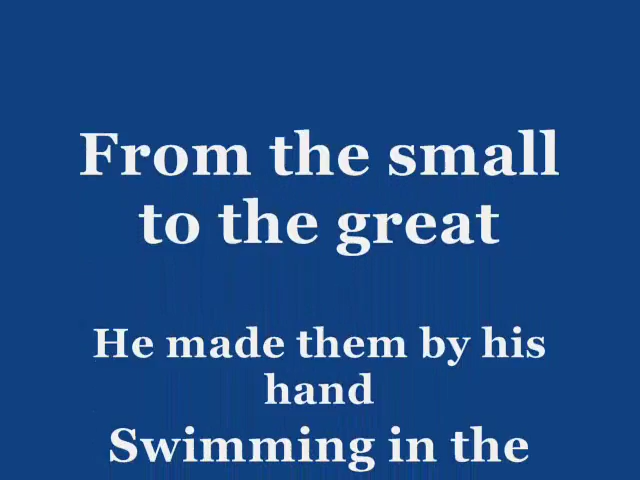 From the small
to the great
He made them by his
hand
Swimming in the